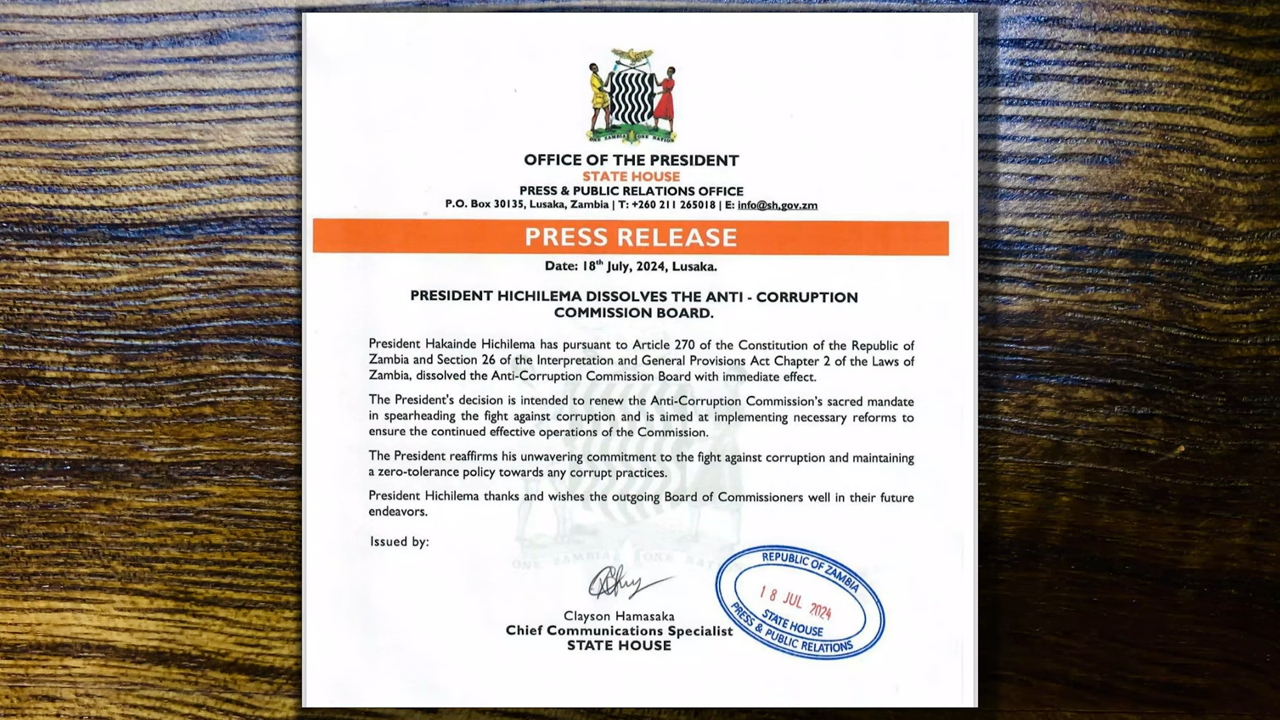 ONE ZAMBIA ONE NATION
OFFICE OF THE PRESIDENT
STATE HOUSE
PRESS & PUBLIC RELATIONS OFFICE
P.O. Box 30135, Lusaka, Zambia | T: +260 211 265018 | E: info@sh.gov.zm
PRESS RELEASE
Date: 18th July, 2024, Lusaka.
PRESIDENT HICHILEMA DISSOLVES THE ANTI - CORRUPTION
COMMISSION BOARD.
President Hakainde Hichilema has pursuant to Article 270 of the Constitution of the Republic of
Zambia and Section 26 of the Interpretation and General Provisions Act Chapter 2 of the Laws of
Zambia, dissolved the Anti-Corruption Commission Board with immediate effect.
The President's decision is intended to renew the Anti-Corruption Commission's sacred mandate
in spearheading the fight against corruption and is aimed at implementing necessary reforms to
ensure the continued effective operations of the Commission.
The President reaffirms his unwavering commitment to the fight against corruption and maintaining
a zero-tolerance policy towards any corrupt practices.
President Hichilema thanks and wishes the outgoing Board of Commissioners well in their future
endeavors.
Issued by:
ONE ZAMBIA ONE NAT
Clayson Hamasaka
Chief Communications Specialist
STATE HOUSE
REPUBLIC OF ZAMBIA
18 JUL 2024
STATE HOUSE
PRESS & PUBLIC RELATIONS